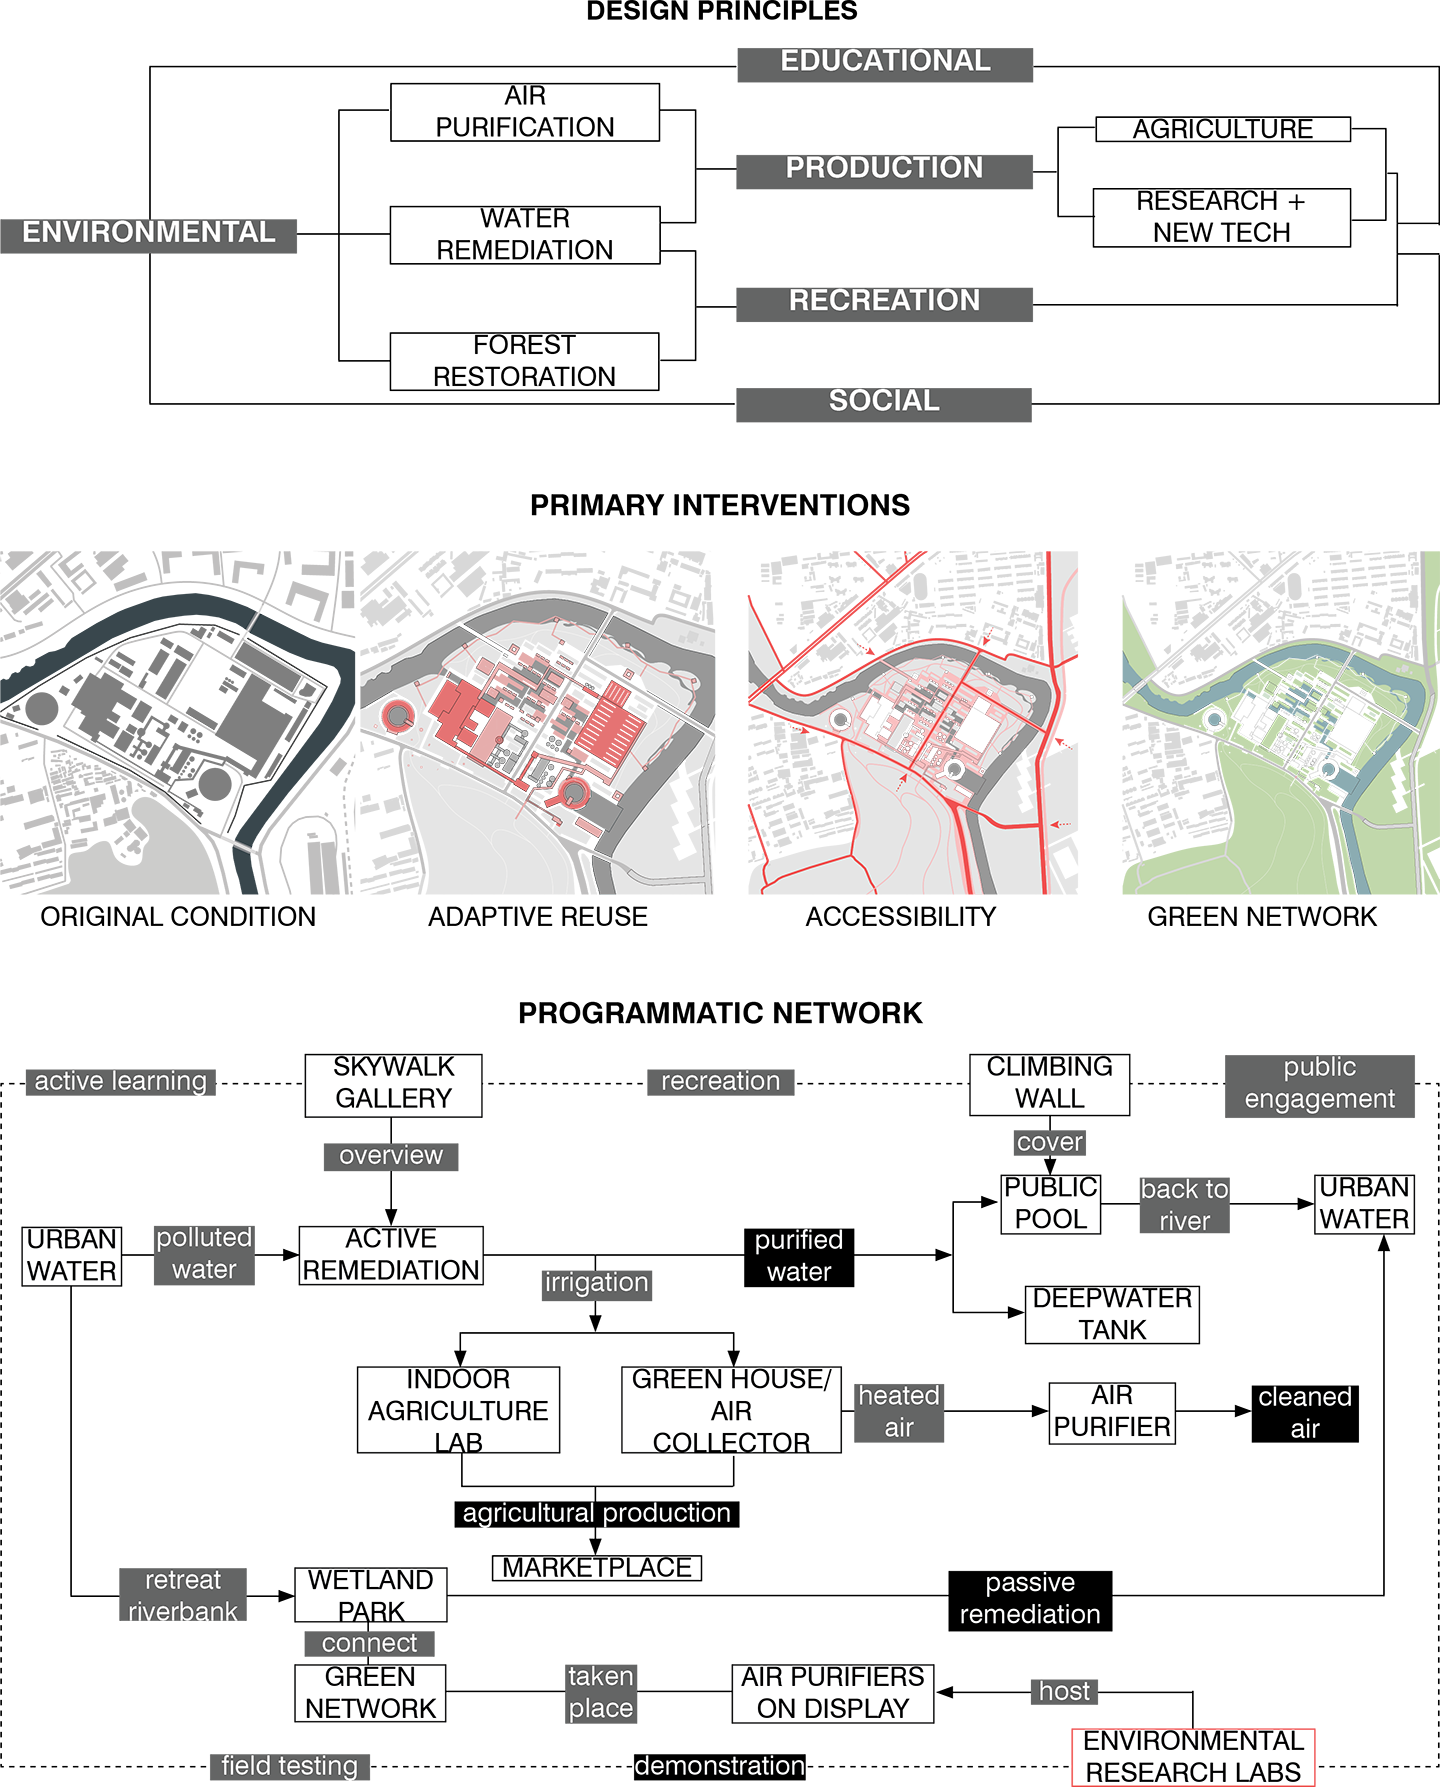 DESIGN PRINCIPLES
EDUCATIONAL
AIR
PURIFICATION
AGRICULTURE
PRODUCTION
RESEARCH +
NEW TECH
WATER
REMEDIATION
ENVIRONMENTAL
RECREATION
FOREST
RESTORATION
SOCIAL
PRIMARY INTERVENTIONS
ORIGINAL CONDITION
ADAPTIVE REUSE
ACCESSIBILITY
GREEN NETWORK
PROGRAMMATIC NETWORK
active learning
SKYWALK
GALLERY
recreation
CLIMBING
WALL
public
engagement
overview
cover
PUBLIC
POOL
back to
river
URBAN
WATER
URBAN
WATER
polluted
water
ACTIVE
REMEDIATION
purified
water
irrigation
DEEPWATER
TANK
INDOOR
AGRICULTURE
LAB
GREEN HOUSE/
AIR
COLLECTOR
heated
air
AIR
PURIFIER
cleaned
air
agricultural production
MARKETPLACE
retreat
riverbank
WETLAND
PARK
passive
remediation
connect
GREEN
NETWORK
taken
place
AIR PURIFIERS
ON DISPLAY
host
ENVIRONMENTAL
RESEARCH LABS
field testing
demonstration